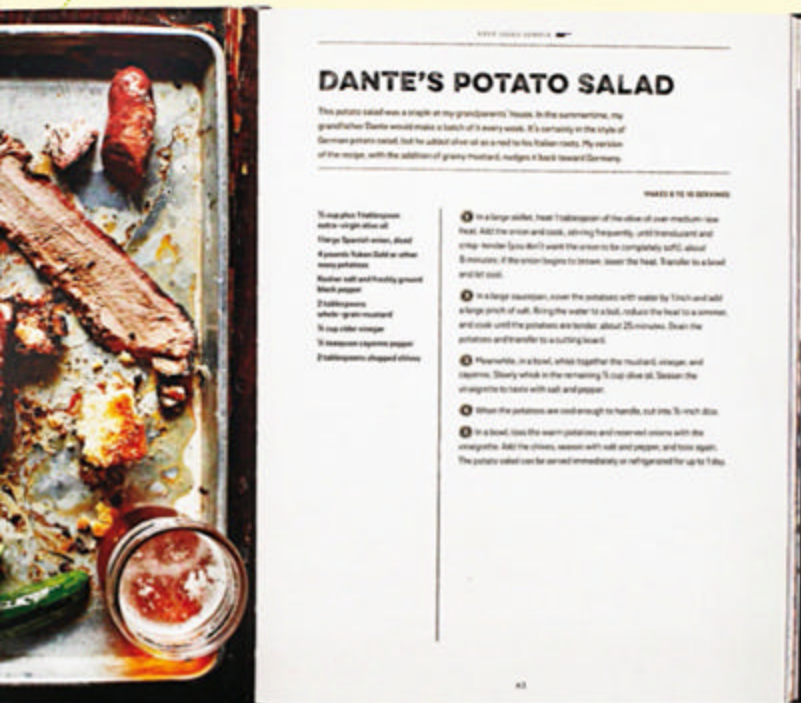 DANTE'S POTATO SALAD
This potato salad was a staple at my grandparents' house. In the summertime, my
grandfather Dante would make a batch of it every week. It's certainly in the style of
German potato salad, but he added olive oil as a nod to his Italian roots. My version
of the recipe, with the addition of grainy mustard, nudges it back toward Germany.
MAKES 8 TO 10 SERVINGS
cup plus 1 tablespoon
extra-virgin olive oil
1 large Spanish onion, diced
4 pounds Yukon Gold or other
waxy potatoes
Kosher salt and freshly ground
black pepper
2 tablespoons
whole-grain mustard
cup cider vinegar
teaspoon cayenne pepper
2 tablespoons chopped chives
1 In a large skillet, heat 1 tablespoon of the olive oil over medium-low
heat. Add the onion and cook, stirring frequently, until translucent and
crisp-tender (you don't want the onion to be completely soft), about
8 minutes; if the onion begins to brown, lower the heat. Transfer to a bowl
and let cool.
2 In a large saucepan, cover the potatoes with water by 1 inch and add
a large pinch of salt. Bring the water to a boil, reduce the heat to a simmer,
and cook until the potatoes are tender, about 25 minutes. Drain the
potatoes and transfer to a cutting board.
3 Meanwhile, in a bowl, whisk together the mustard, vinegar, and
cayenne. Slowly whisk in the remaining cup olive oil. Season the
vinaigrette to taste with salt and pepper.
4 When the potatoes are cool enough to handle, cut into -inch dice.
5 In a bowl, toss the warm potatoes and reserved onions with the
vinaigrette. Add the chives, season with salt and pepper, and toss again.
The potato salad can be served immediately or refrigerated for up to 1 day.